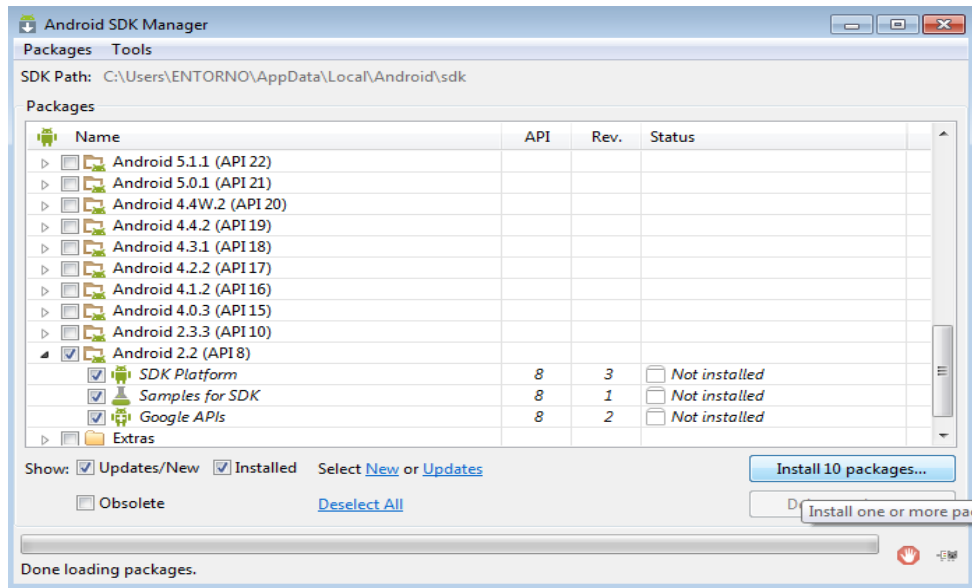 Android SDK Manager
Packages Tools
SDK Path: C:\Users\ENTORNO\AppData\Local\Android\sdk
Packages
Name API Rev. Status
Android 5.1.1 (API 22)
Android 5.0.1 (API 21)
Android 4.4W.2 (API 20)
Android 4.4.2 (API 19)
Android 4.3.1 (API 18)
Android 4.2.2 (API 17)
Android 4.1.2 (API 16)
Android 4.0.3 (API 15)
Android 2.3.3 (API 10)
Android 2.2 (API 8)
SDK Platform 8 3 Not installed
Samples for SDK 8 1 Not installed
Google APIs 8 2 Not installed
Extras
Show: Updates/New Installed Select New or Updates Install 10 packages...
Obsolete Deselect All
Install one or more pa
Done loading packages.